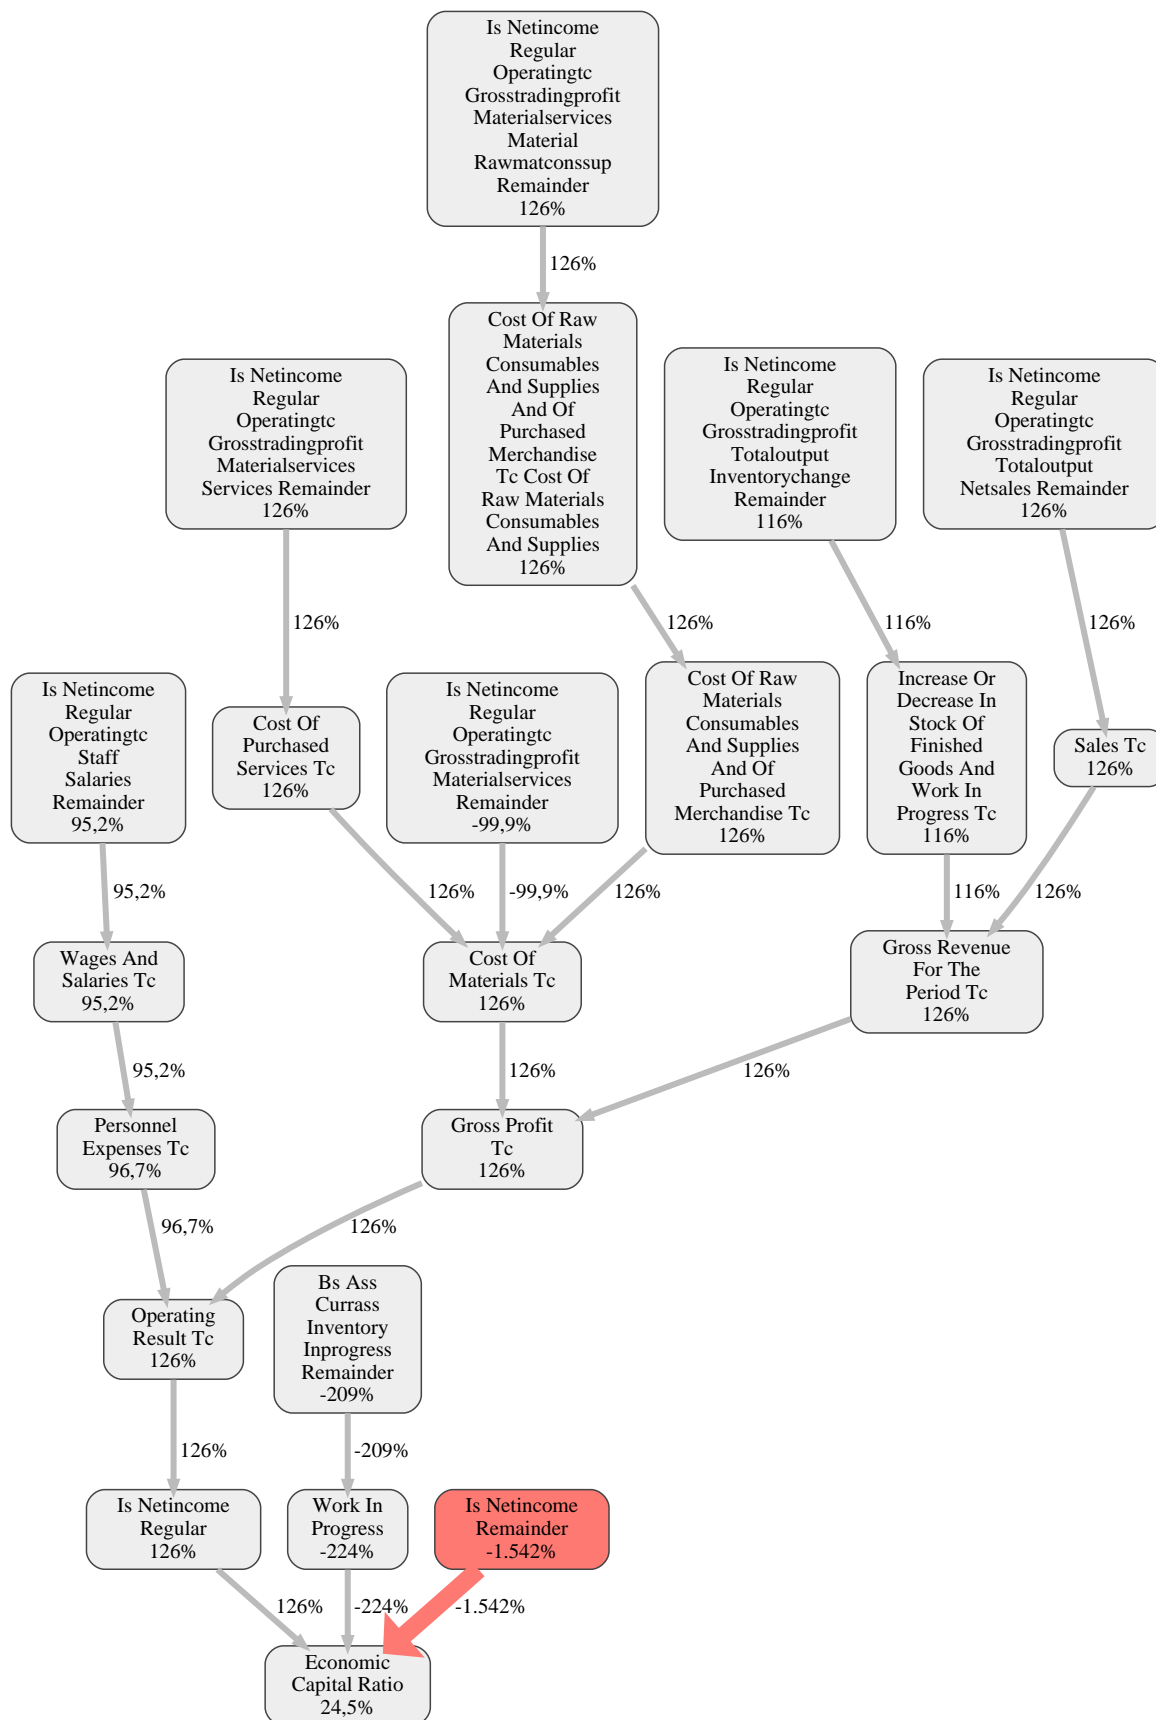 Is Netincome
Regular
Operatingtc
Grosstradingprofit
Materialservices
Material
Rawmatconssup
Remainder
126%
126%
Cost Of Raw
Materials
Consumables
And Supplies
And Of
Purchased
Merchandise
Tc Cost Of
Raw Materials
Consumables
And Supplies
126%
Is Netincome
Regular
Operatingtc
Grosstradingprofit
Materialservices
Services Remainder
126%
Is Netincome
Regular
Operatingtc
Grosstradingprofit
Totaloutput
Inventorychange
Remainder
116%
Is Netincome
Regular
Operatingtc
Grosstradingprofit
Totaloutput
Netsales Remainder
126%
126%
126%
116%
126%
Is Netincome
Regular
Operatingtc
Staff
Salaries
Remainder
95,2%
Cost Of
Purchased
Services Tc
126%
Is Netincome
Regular
Operatingtc
Grosstradingprofit
Materialservices
Remainder
-99,9%
Cost Of Raw
Materials
Consumables
And Supplies
And Of
Purchased
Merchandise Tc
126%
Increase Or
Decrease In
Stock Of
Finished
Goods And
Work In
Progress Tc
116%
Sales Tc
126%
95,2%
126%
-99,9%
126%
116%
126%
Wages And
Salaries Tc
95,2%
Cost Of
Materials Tc
126%
Gross Revenue
For The
Period Tc
126%
95,2%
126%
126%
Personnel
Expenses Tc
96,7%
Gross Profit
Tc
126%
96,7%
126%
Operating
Result Tc
126%
Bs Ass
Currass
Inventory
Inprogress
Remainder
-209%
126%
-209%
Is Netincome
Regular
126%
Work In
Progress
-224%
Is Netincome
Remainder
-1.542%
126%
-224%
-1.542%
Economic
Capital Ratio
24,5%